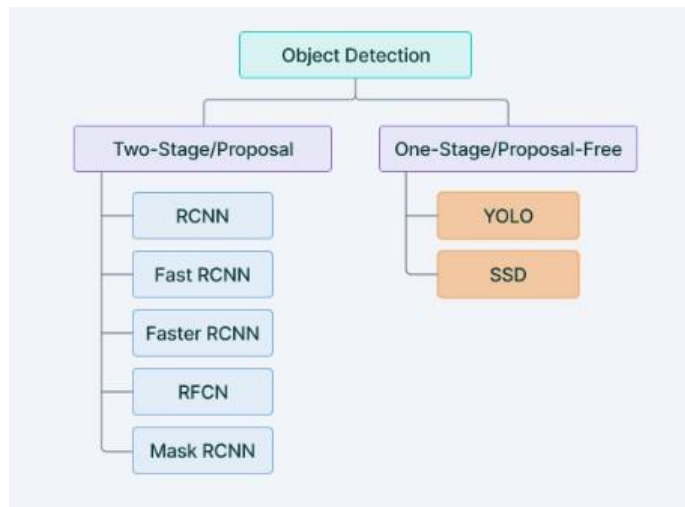 Object Detection
Two-Stage/Proposal
RCNN
Fast RCNN
Faster RCNN
RFCN
Mask RCNN
One-Stage/Proposal-Free
YOLO
SSD